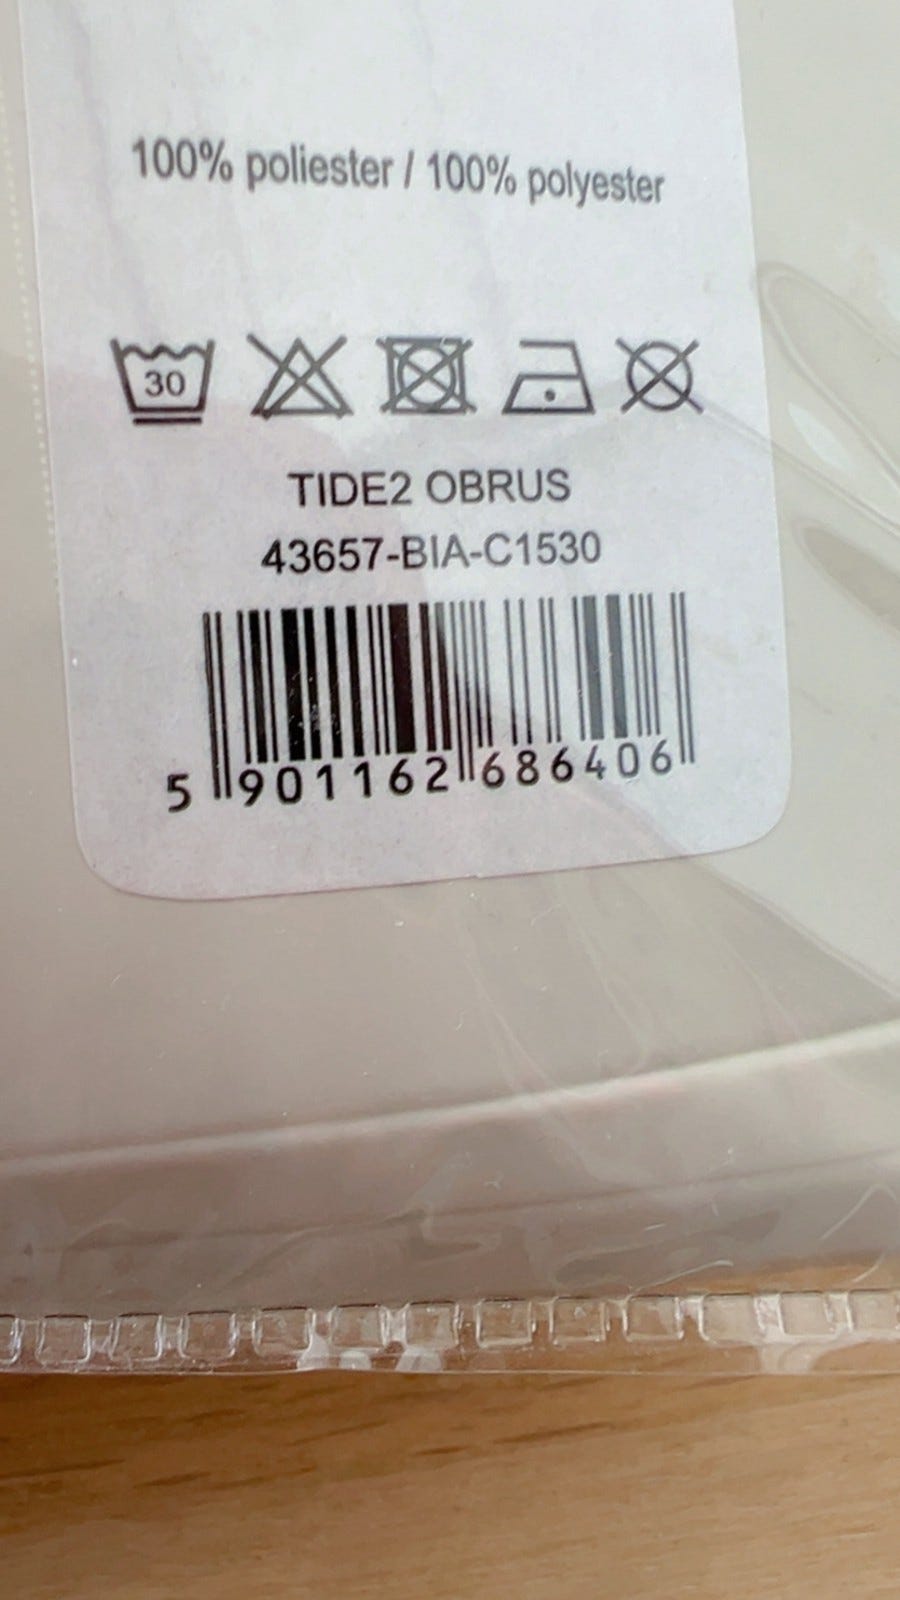 100% poliester / 100% polyester
30
TIDE2 OBRUS
43657-BIA-C1530
5 901162 686406